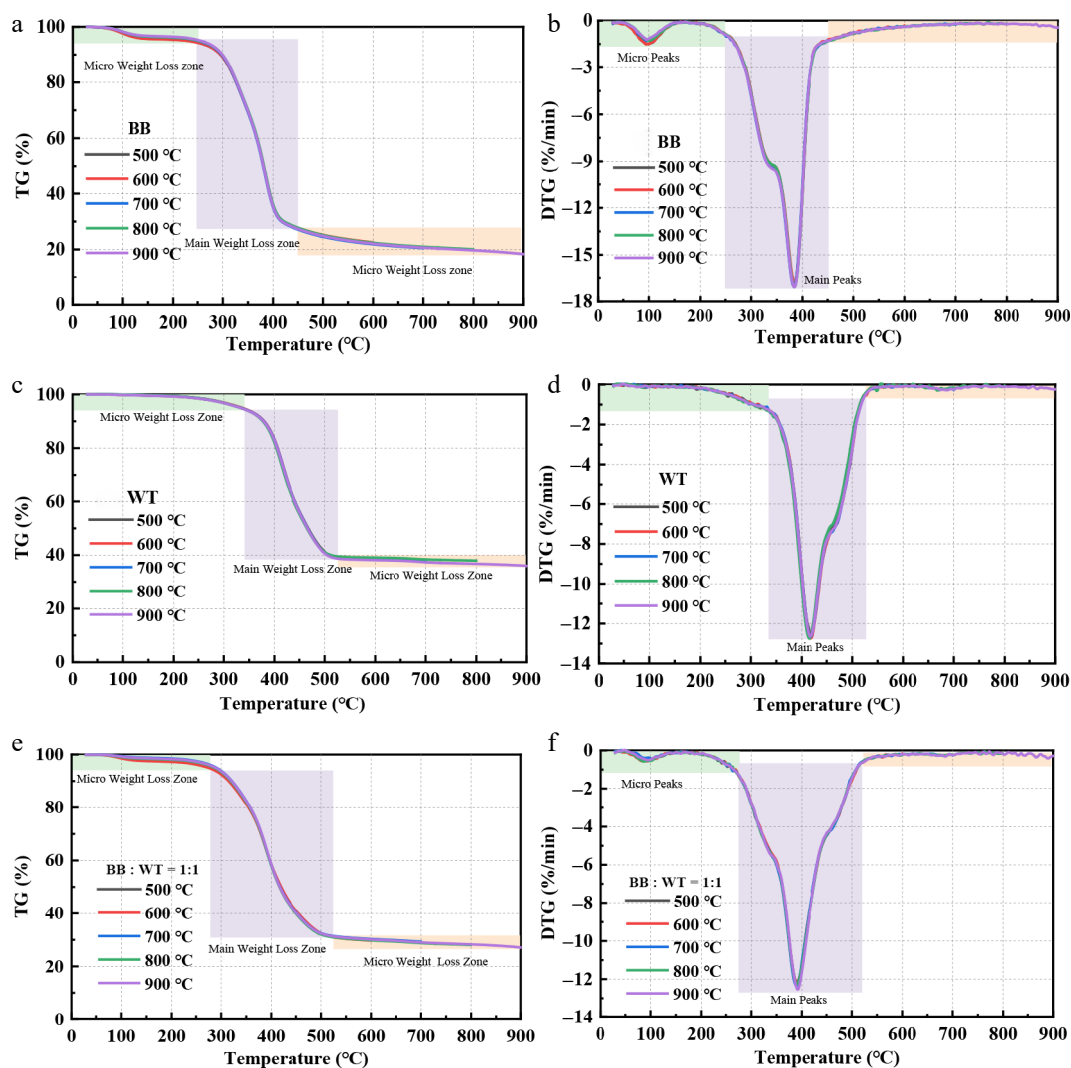 a
TG (%)
100
80
60
40
20
0
Micro Weight Loss zone
BB
500 ℃
600 ℃
700 ℃
800 ℃
900 ℃
Main Weight Loss zone
Micro Weight Loss zone
0 100 200 300 400 500 600 700 800 900
Temperature (℃)
b
DTG (%/min)
0
−3
−6
−9
−12
−15
−18
Micro Peaks
BB
500 ℃
600 ℃
700 ℃
800 ℃
900 ℃
Main Peaks
0 100 200 300 400 500 600 700 800 900
Temperature (℃)
c
TG (%)
100
80
60
40
20
0
Micro Weight Loss Zone
WT
500 ℃
600 ℃
700 ℃
800 ℃
900 ℃
Main Weight Loss Zone
Micro Weight Loss Zone
0 100 200 300 400 500 600 700 800 900
Temperature (℃)
d
DTG (%/min)
0
−2
−4
−6
−8
−10
−12
−14
WT
500 ℃
600 ℃
700 ℃
800 ℃
900 ℃
Main Peaks
0 100 200 300 400 500 600 700 800 900
Temperature (℃)
e
TG (%)
100
80
60
40
20
0
Micro Weight Loss Zone
BB : WT = 1:1
500 ℃
600 ℃
700 ℃
800 ℃
900 ℃
Main Weight Loss Zone
Micro Weight Loss Zone
0 100 200 300 400 500 600 700 800 900
Temperature (℃)
f
DTG (%/min)
0
−2
−4
−6
−8
−10
−12
−14
Micro Peaks
BB : WT = 1:1
500 ℃
600 ℃
700 ℃
800 ℃
900 ℃
Main Peaks
0 100 200 300 400 500 600 700 800 900
Temperature (℃)